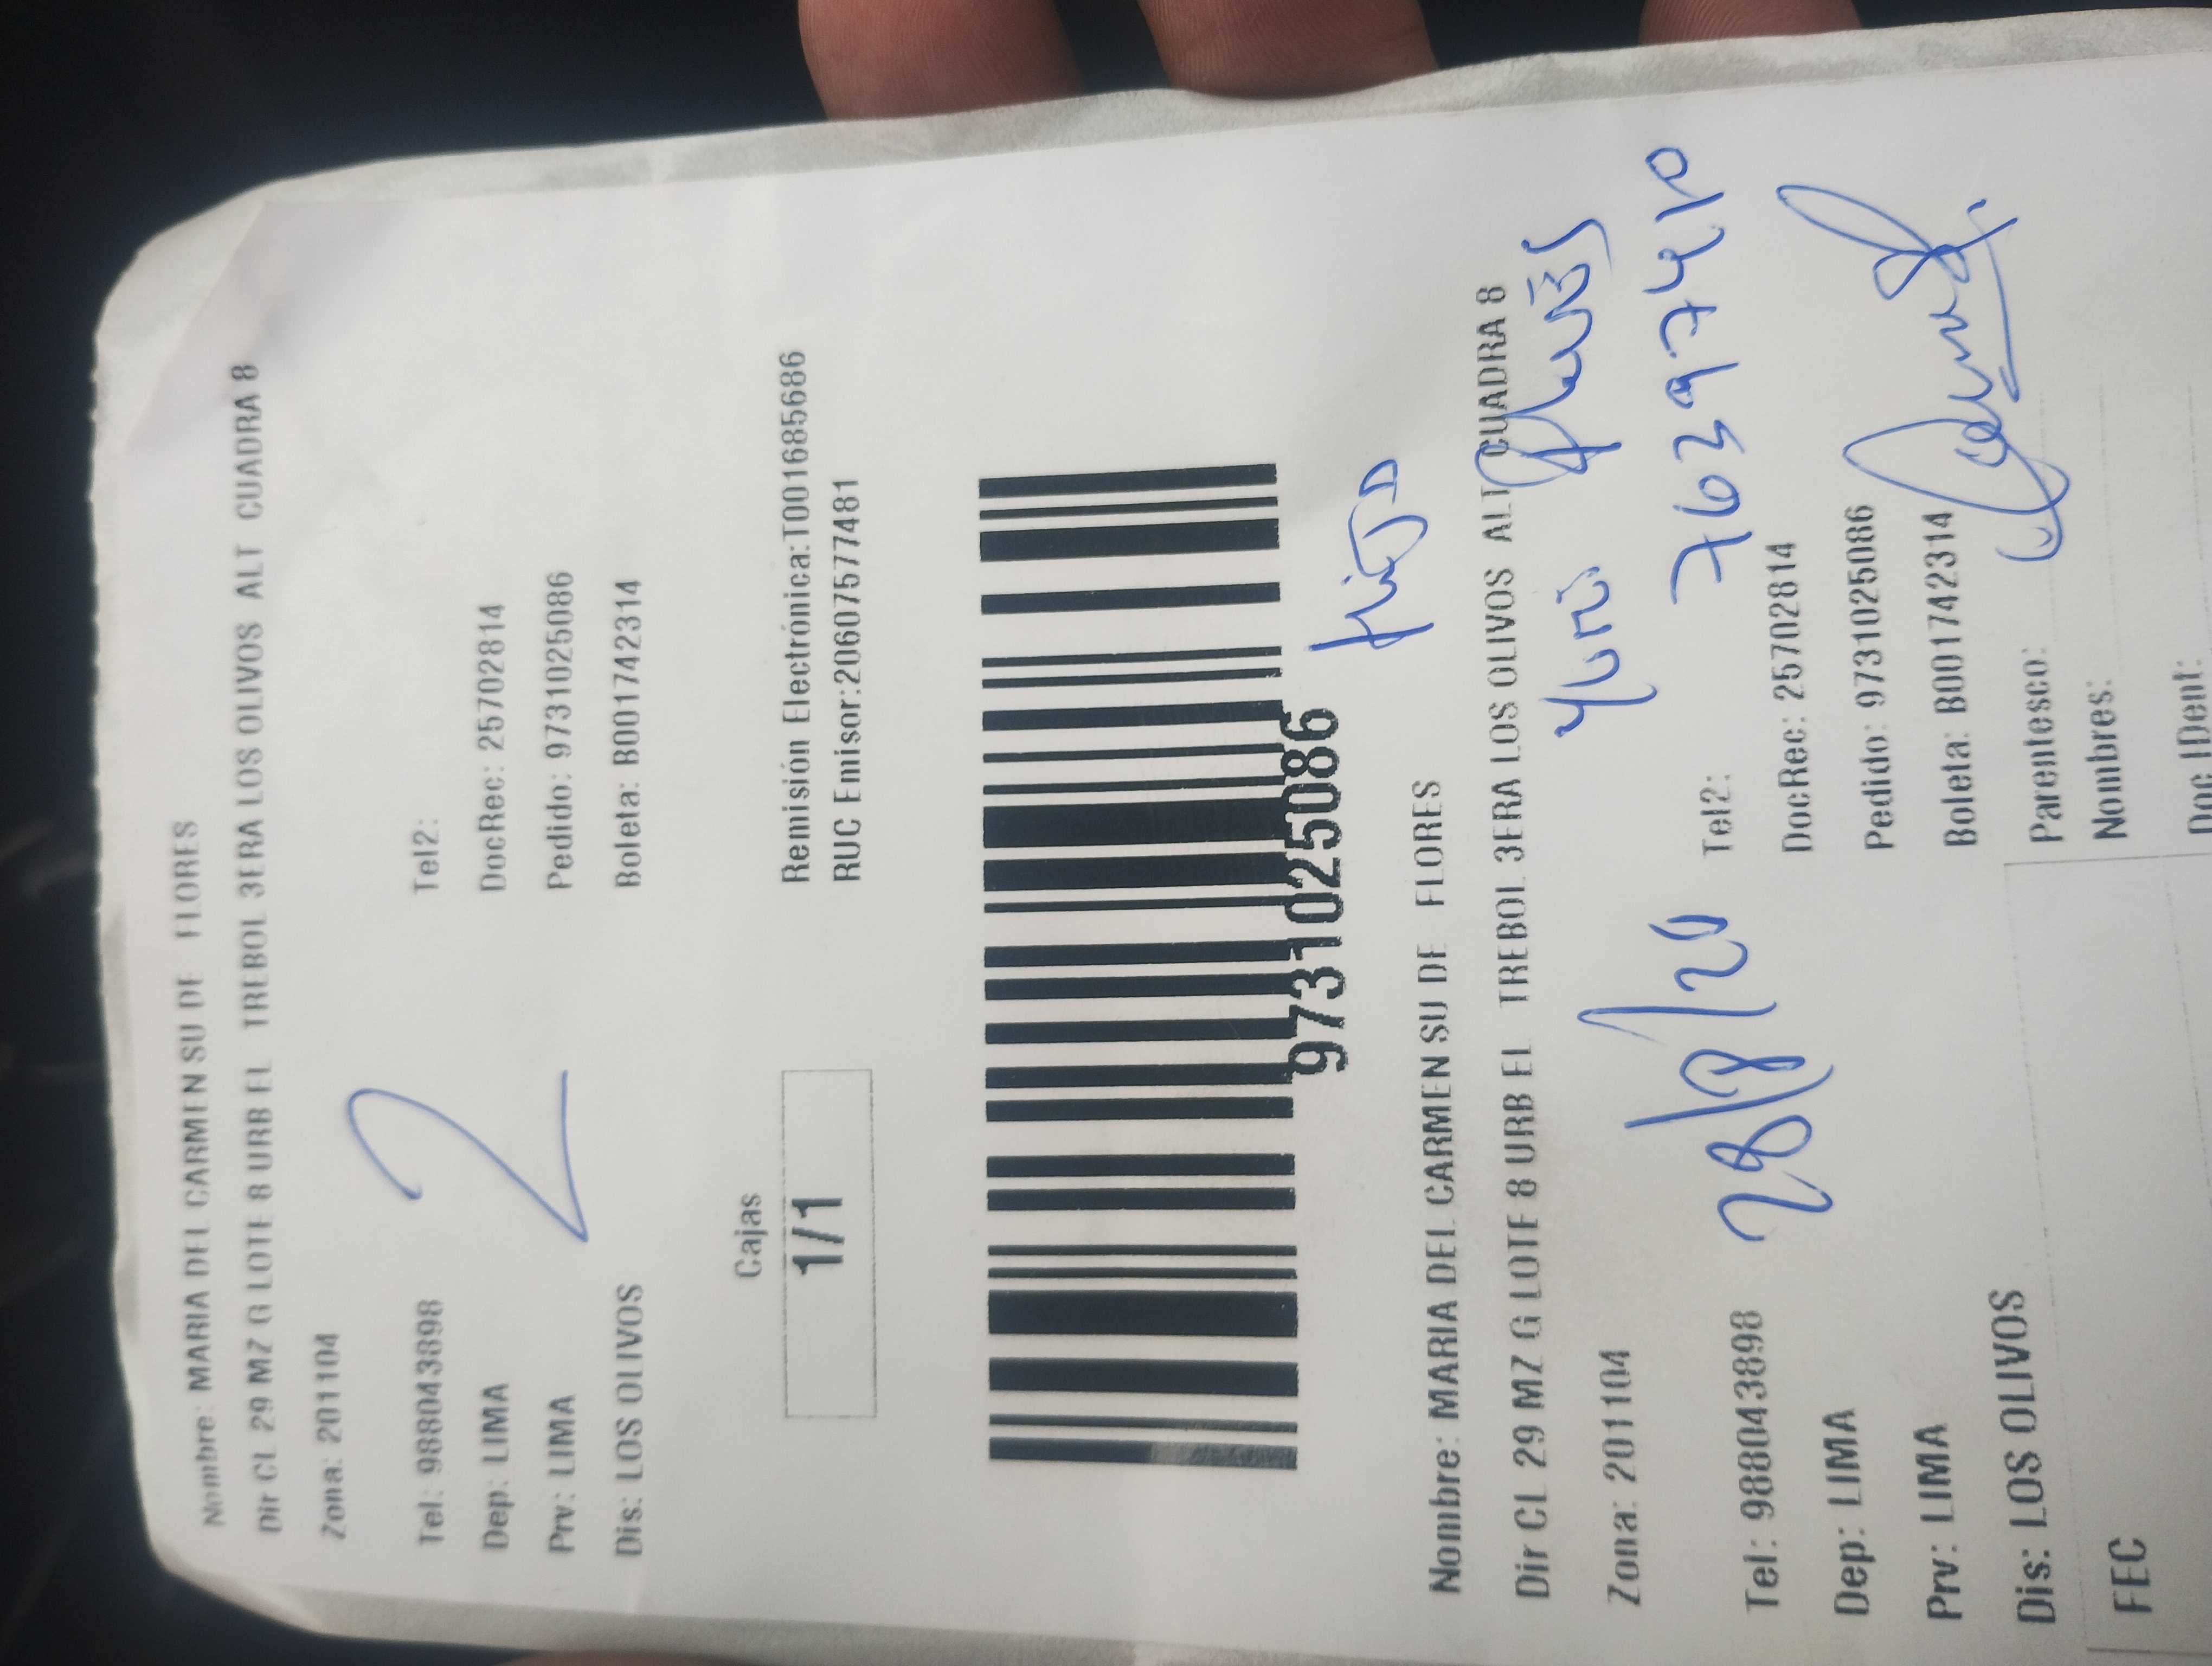 Nombre: MARIA DEL CARMEN SU DE FLORES
Dir CL 29 MZ G LOTE 8 URB EL TREBOL 3ERA LOS OLIVOS ALT CUADRA 8
Zona: 201104
2
Tel: 988043898 Tel2:
Dep: LIMA DocRec: 25702814
Prv: LIMA Pedido: 9731025086
Dis: LOS OLIVOS Boleta: B001742314
Cajas
1/1
Remisión Electrónica:T001685686
RUC Emisor:20607577481
9731025086
Nombre: MARIA DEL CARMEN SU DE FLORES
Dir CL 29 MZ G LOTE 8 URB EL TREBOL 3ERA LOS OLIVOS ALT CUADRA 8
Zona: 201104
76297410
Tel: 988043898 Tel2:
Dep: LIMA DocRec: 25702814
Prv: LIMA Pedido: 97310025086
Dis: LOS OLIVOS Boleta: B001742314
Parentesco:
FEC Nombres:
Doc IDent: